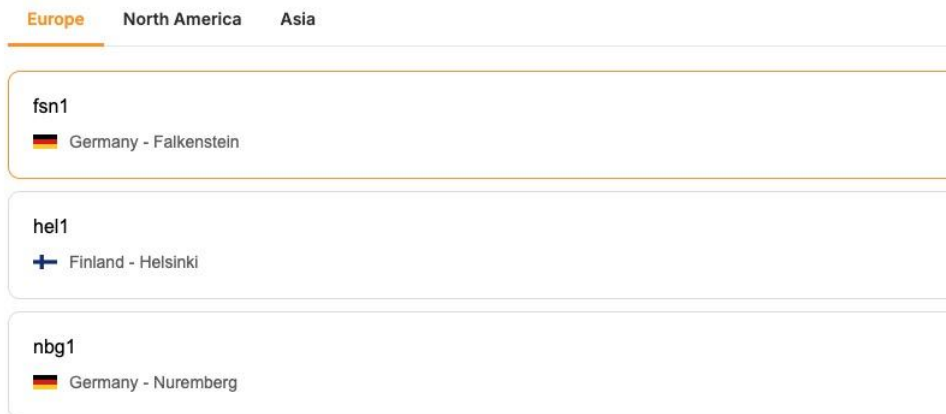 Europe North America Asia
fsn1
Germany - Falkenstein
hel1
Finland - Helsinki
nbg1
Germany - Nuremberg